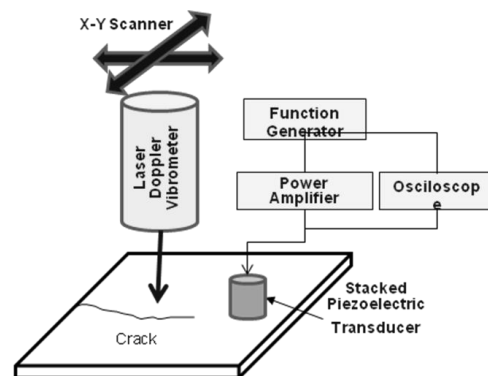 X-Y Scanner
Laser
Doppler
Vibrometer
Function
Generator
Power
Amplifier
Osciloscop
e
Stacked
Piezoelectric
Transducer
Crack